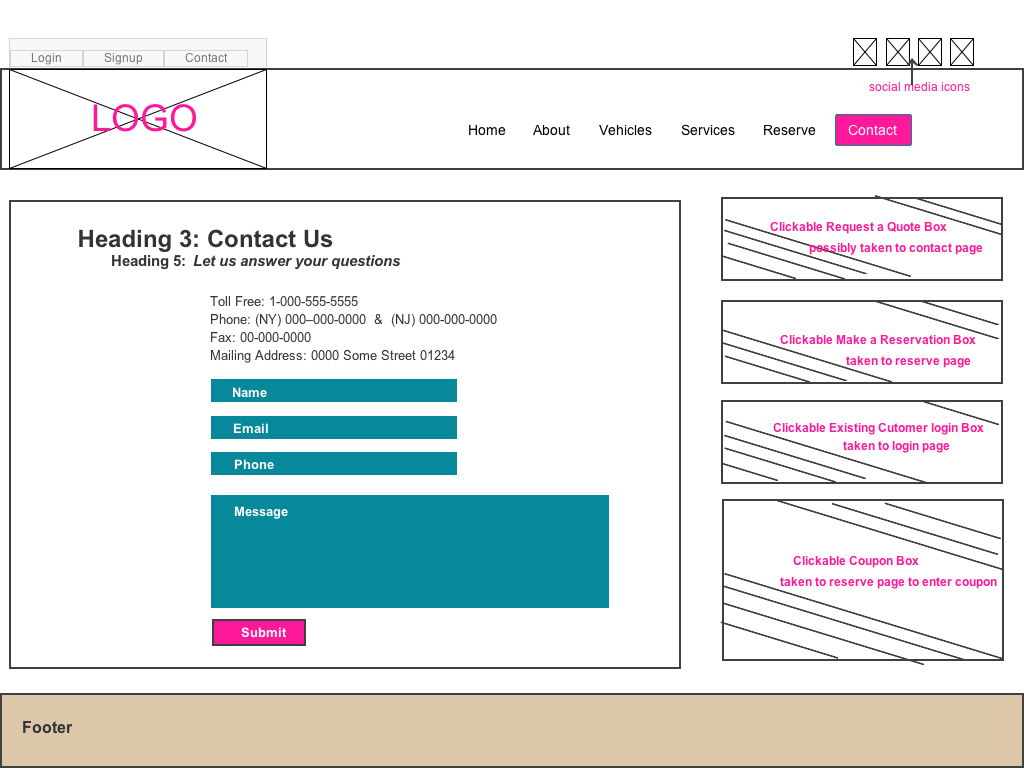 Login Signup Contact
LOGO
social media icons
Home About Vehicles Services Reserve Contact
Heading 3: Contact Us
Heading 5: Let us answer your questions
Toll Free: 1-000-555-5555
Phone: (NY) 000–000-0000 & (NJ) 000-000-0000
Fax: 00-000-0000
Mailing Address: 0000 Some Street 01234
Name
Email
Phone
Message
Submit
Clickable Request a Quote Box
possibly taken to contact page
Clickable Make a Reservation Box
taken to reserve page
Clickable Existing Cutomer login Box
taken to login page
Clickable Coupon Box
taken to reserve page to enter coupon
Footer